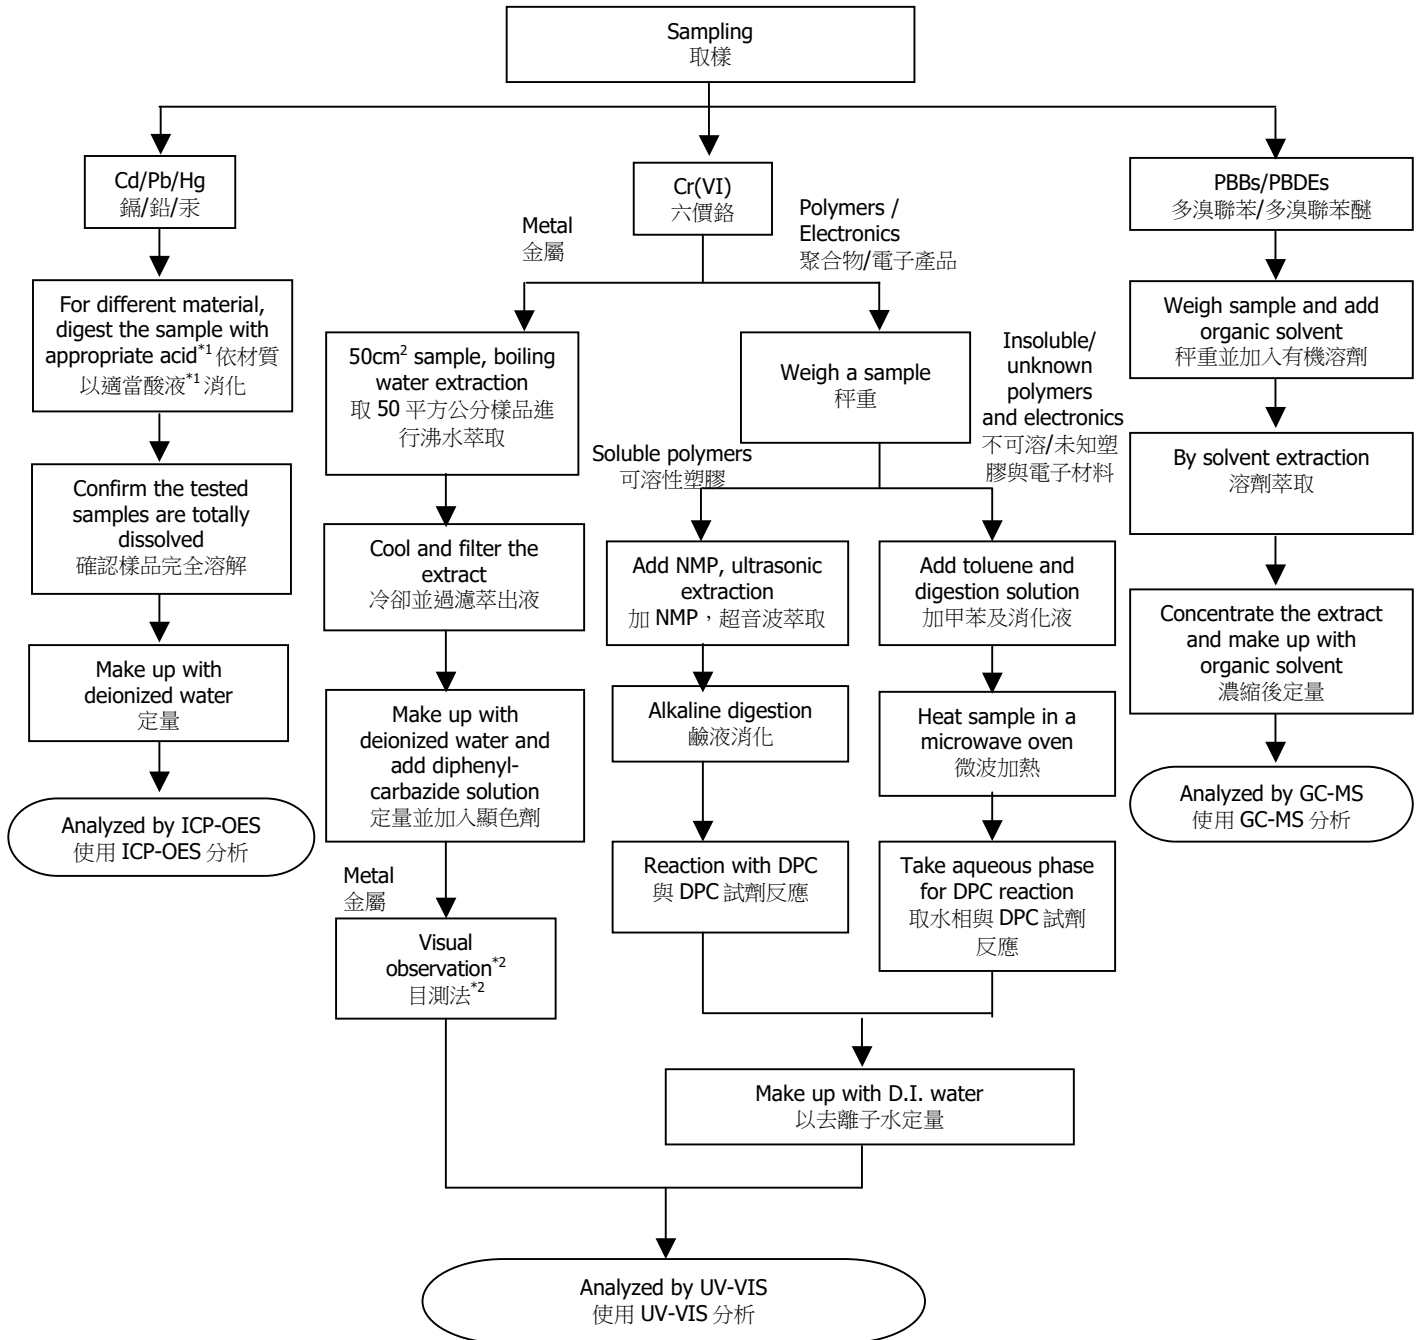 Sampling
取樣
Cd/Pb/Hg
鎘/鉛/汞
Cr(VI)
六價鉻
PBBs/PBDEs
多溴聯苯/多溴聯苯醚
Metal
金屬
Polymers /
Electronics
聚合物/電子產品
For different material,
digest the sample with
appropriate acid*1 依材質
以適當酸液*1 消化
50cm2 sample, boiling
water extraction
取 50 平方公分樣品進
行沸水萃取
Weigh a sample
秤重
Insoluble/
unknown
polymers
and electronics
不可溶/未知塑
膠與電子材料
Weigh sample and add
organic solvent
秤重並加入有機溶劑
Soluble polymers
可溶性塑膠
Confirm the tested
samples are totally
dissolved
確認樣品完全溶解
Cool and filter the
extract
冷卻並過濾萃出液
Add NMP, ultrasonic
extraction
加 NMP，超音波萃取
Add toluene and
digestion solution
加甲苯及消化液
By solvent extraction
溶劑萃取
Make up with
deionized water
定量
Make up with
deionized water and
add diphenyl-
carbazide solution
定量並加入顯色劑
Alkaline digestion
鹼液消化
Heat sample in a
microwave oven
微波加熱
Concentrate the extract
and make up with
organic solvent
濃縮後定量
Analyzed by ICP-OES
使用 ICP-OES 分析
Metal
金屬
Reaction with DPC
與 DPC 試劑反應
Take aqueous phase
for DPC reaction
取水相與 DPC 試劑
反應
Analyzed by GC-MS
使用 GC-MS 分析
Visual
observation*2
目測法*2
Make up with D.I. water
以去離子水定量
Analyzed by UV-VIS
使用 UV-VIS 分析